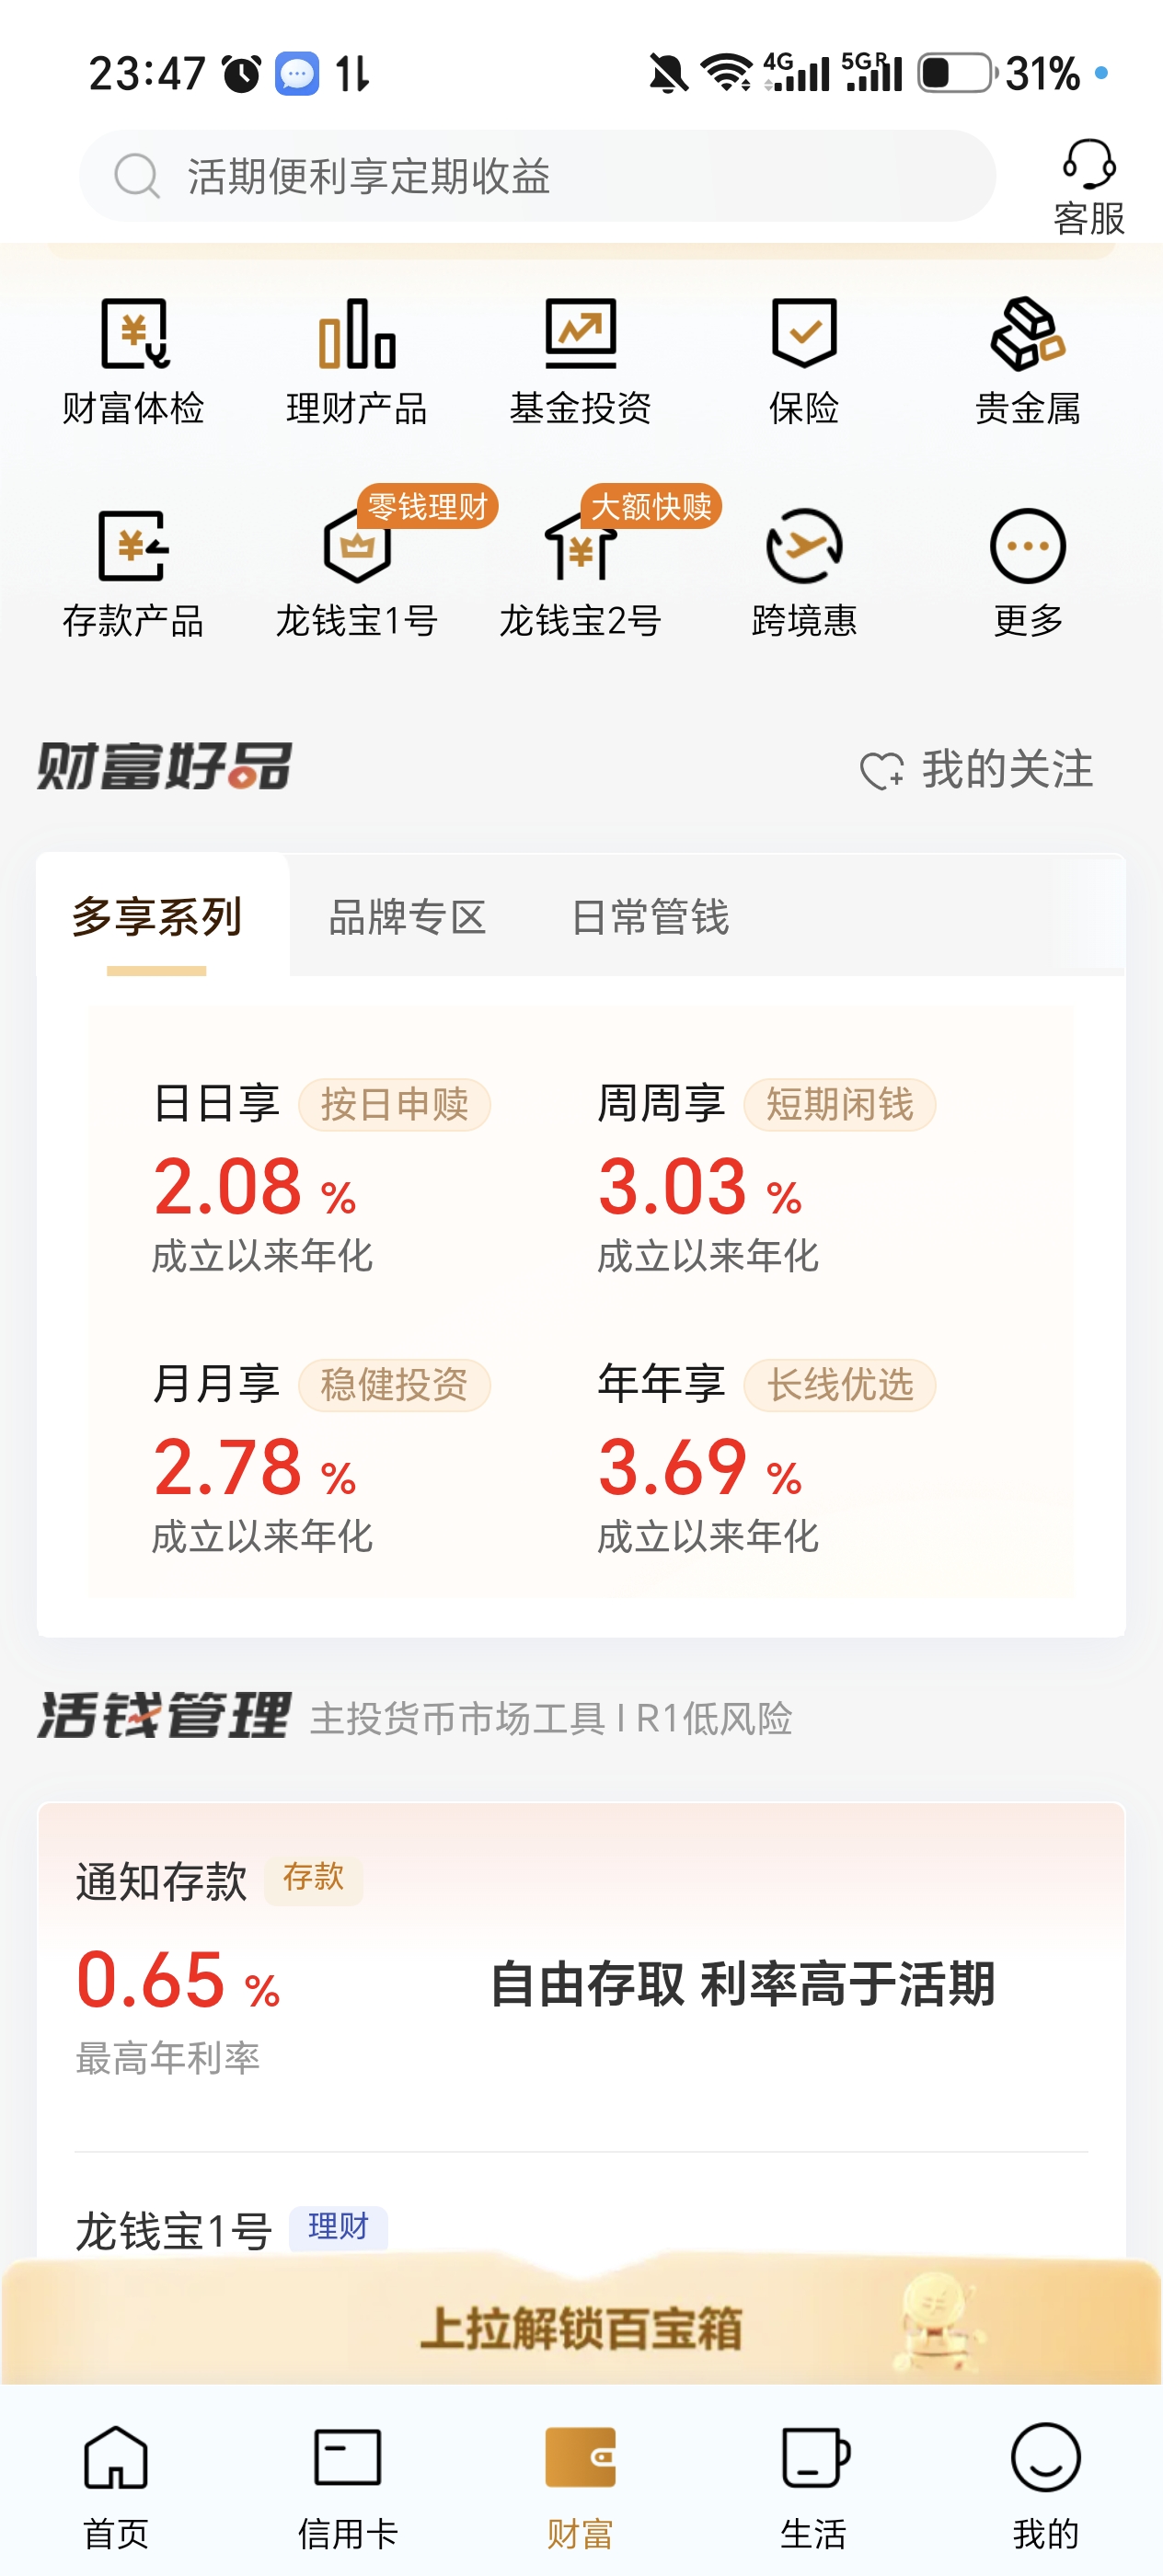 23:47 4G 5G R 31%
活期便利享定期收益
客服
财富体检 理财产品 基金投资 保险 贵金属
零钱理财 大额快赎
存款产品 龙钱宝1号 龙钱宝2号 跨境惠 更多
财富好品 我的关注
多享系列 品牌专区 日常管钱
日日享 按日申赎 周周享 短期闲钱
2.08 % 3.03 %
成立以来年化 成立以来年化
月月享 稳健投资 年年享 长线优选
2.78 % 3.69 %
成立以来年化 成立以来年化
活钱管理 主投货币市场工具 I R1低风险
通知存款 存款
0.65 % 自由存取 利率高于活期
最高年利率
龙钱宝1号 理财
上拉解锁百宝箱
首页 信用卡 财富 生活 我的